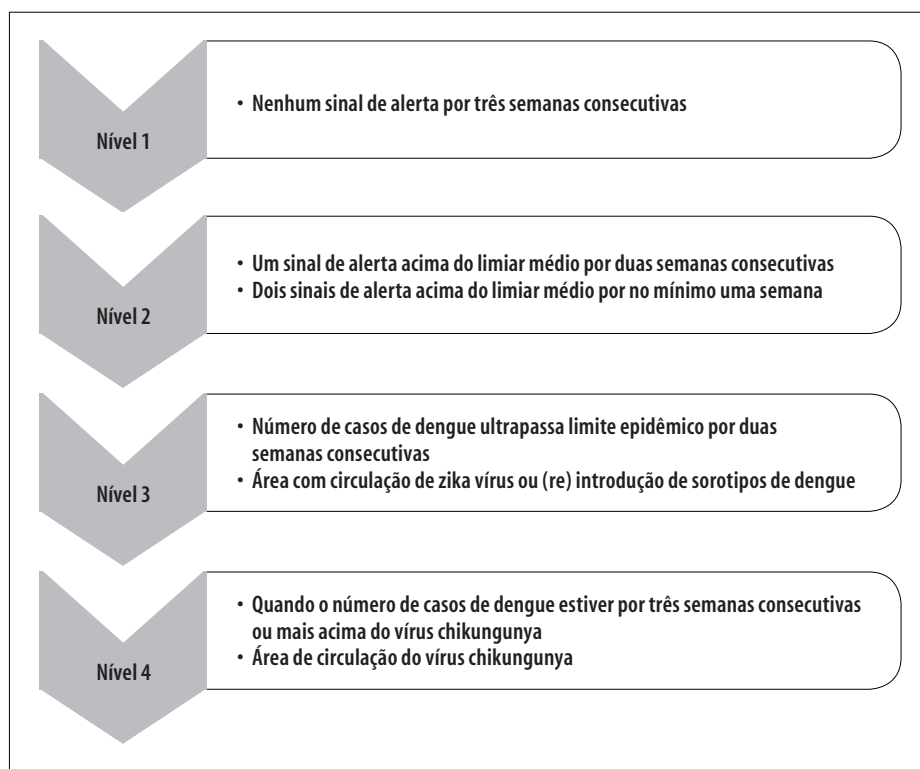 Nível 1
• Nenhum sinal de alerta por três semanas consecutivas
Nível 2
• Um sinal de alerta acima do limiar médio por duas semanas consecutivas
• Dois sinais de alerta acima do limiar médio por no mínimo uma semana
Nível 3
• Número de casos de dengue ultrapassa limite epidêmico por duas
semanas consecutivas
• Área com circulação de zika vírus ou (re) introdução de sorotipos de dengue
Nível 4
• Quando o número de casos de dengue estiver por três semanas consecutivas
ou mais acima do vírus chikungunya
• Área de circulação do vírus chikungunya